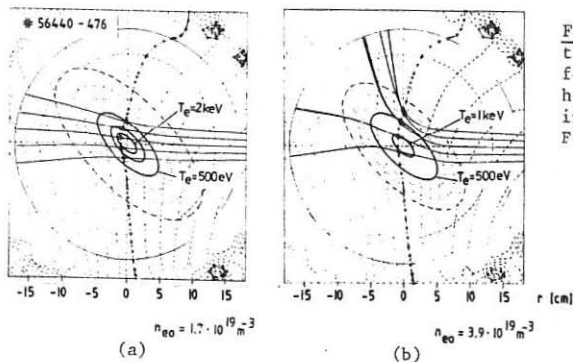 # 56440 - 476
Te=2keV
Te=500eV
-15 -10 -5 0 5 10 15
neo = 1.7 · 10^19 m^-3
(a)
Te=1keV
Te=500eV
-15 -10 -5 0 5 10 15 r [cm]
neo = 3.9 · 10^19 m^-3
(b)
F
t
f
h
i
F